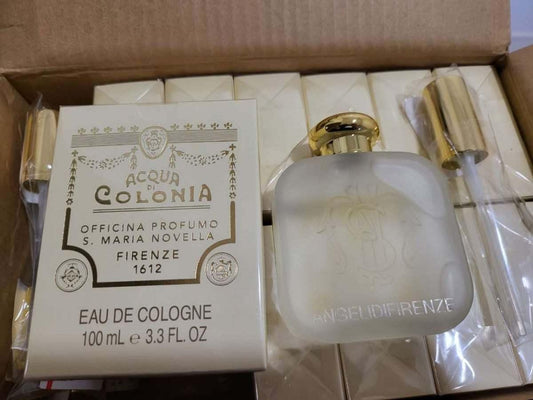 ACQUA
DI
COLONIA
OFFICINA PROFUMO
S. MARIA NOVELLA
FIRENZE
1612
EAU DE COLOGNE
100 mL e 3.3 FL. OZ
ANGELIDIFIRENZE